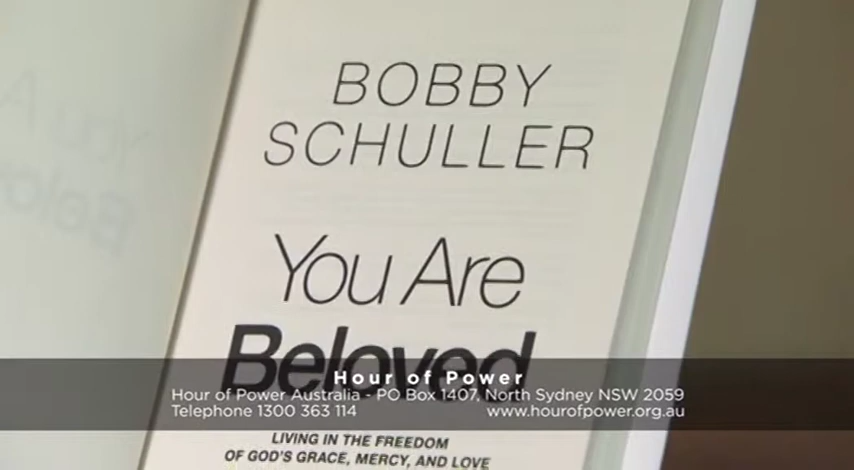 BOBBY
SCHULLER
You Are
Beloved
Hour of Power
Hour of Power Australia - PO Box 1407, North Sydney NSW 2059
Telephone 1300 363 114 www.hourofpower.org.au
LIVING IN THE FREEDOM
OF GOD'S GRACE, MERCY, AND LOVE